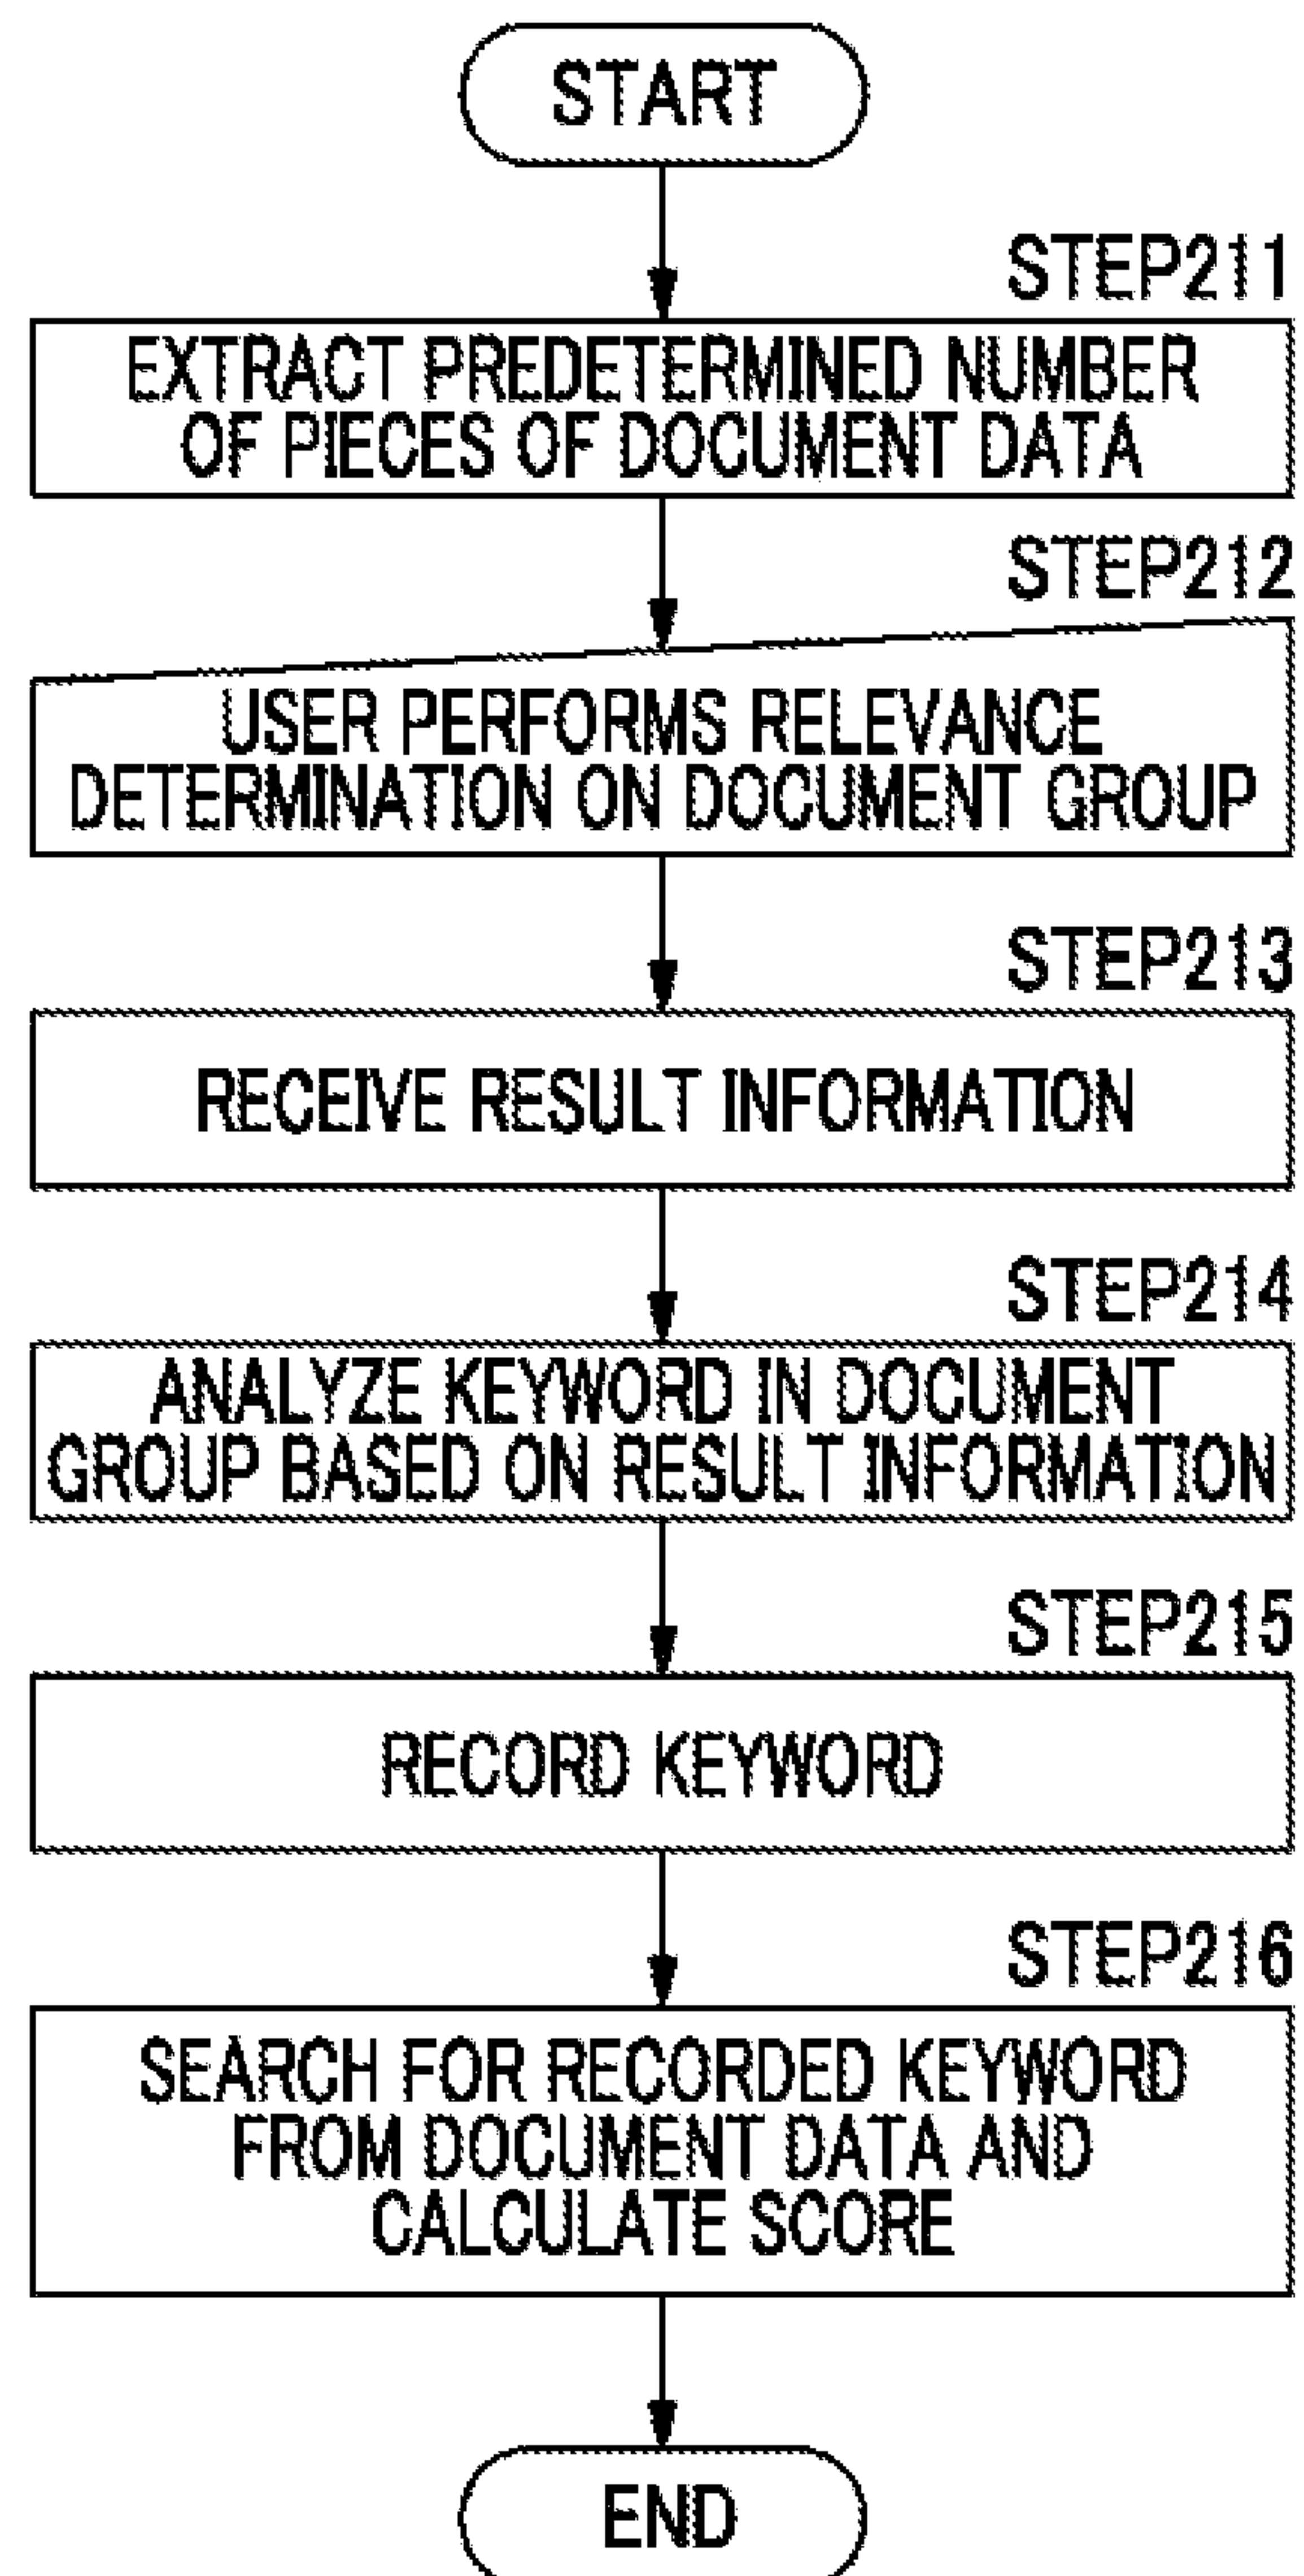 START
STEP211
EXTRACT PREDETERMINED NUMBER
OF PIECES OF DOCUMENT DATA
STEP212
USER PERFORMS RELEVANCE
DETERMINATION ON DOCUMENT GROUP
STEP213
RECEIVE RESULT INFORMATION
STEP214
ANALYZE KEYWORD IN DOCUMENT
GROUP BASED ON RESULT INFORMATION
STEP215
RECORD KEYWORD
STEP216
SEARCH FOR RECORDED KEYWORD
FROM DOCUMENT DATA AND
CALCULATE SCORE
END